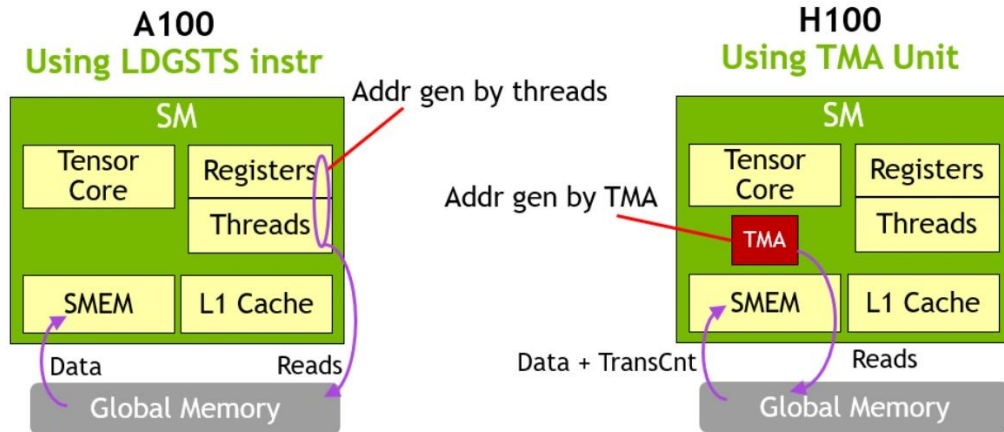 A100
Using LDGSTS instr
Addr gen by threads
SM
Tensor
Core
Registers
Threads
SMEM
L1 Cache
Data
Reads
Global Memory
H100
Using TMA Unit
Addr gen by TMA
SM
Tensor
Core
Registers
Threads
TMA
SMEM
L1 Cache
Data + TransCnt
Reads
Global Memory